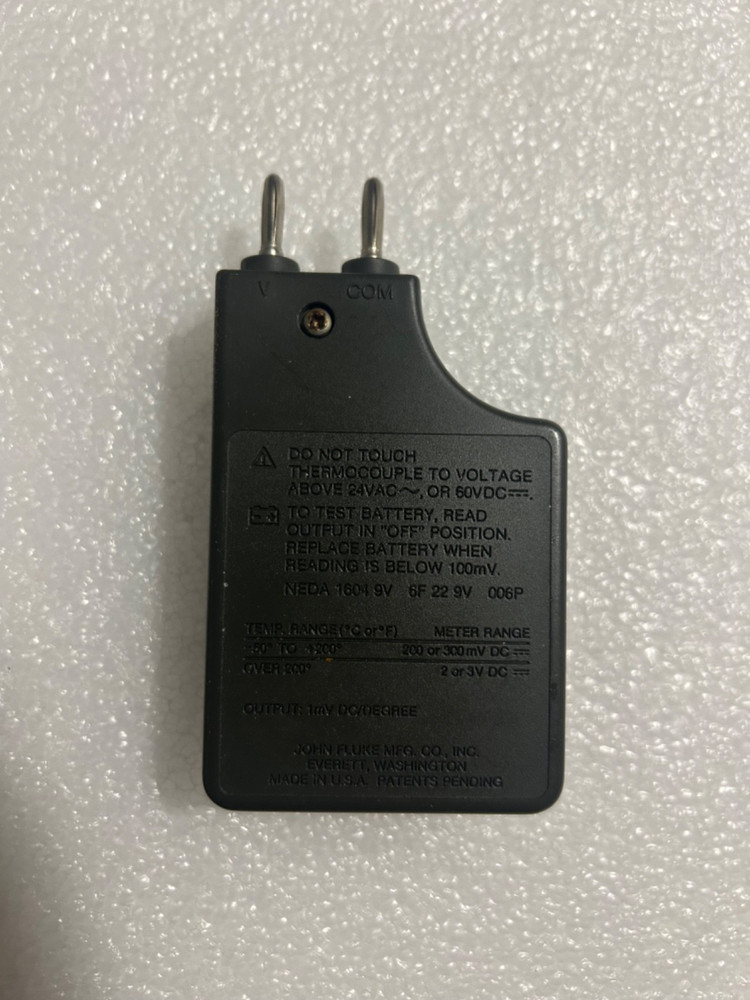 V COM
DO NOT TOUCH
THERMOCOUPLE TO VOLTAGE
ABOVE 24VAC~, OR 60VDC⎓.
TO TEST BATTERY, READ
OUTPUT IN "OFF" POSITION.
REPLACE BATTERY WHEN
READING IS BELOW 100mV.
NEDA 1604 9V 6F 22 9V 006P
TEMP. RANGE (°C or °F) METER RANGE
-50° TO +200° 200 or 300mV DC ⎓
OVER 200° 2 or 3V DC ⎓
OUTPUT: 1mV DC/DEGREE
JOHN FLUKE MFG. CO., INC.
EVERETT, WASHINGTON
MADE IN U.S.A. PATENTS PENDING